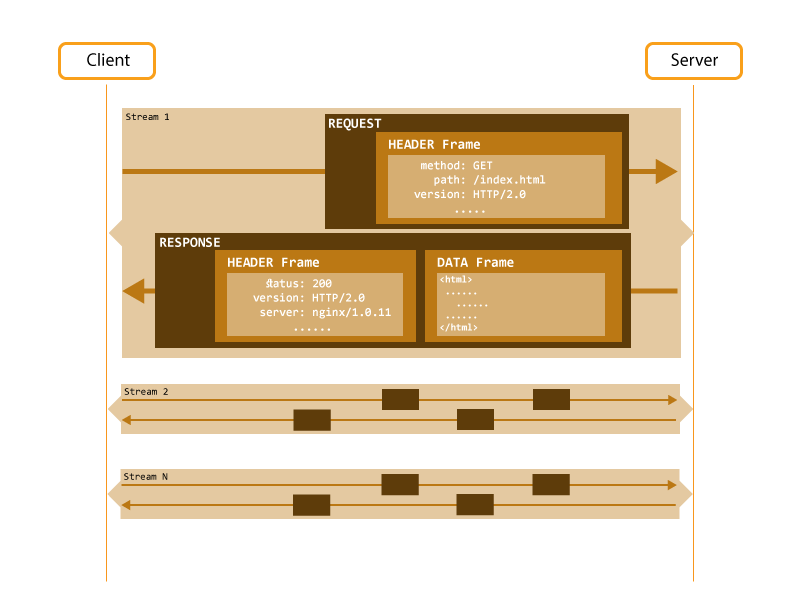 Client
Server
Stream 1
REQUEST
HEADER Frame
method: GET
path: /index.html
version: HTTP/2.0
.....
RESPONSE
HEADER Frame
status: 200
version: HTTP/2.0
server: nginx/1.0.11
......
DATA Frame
<html>
......
......
......
</html>
Stream 2
Stream N